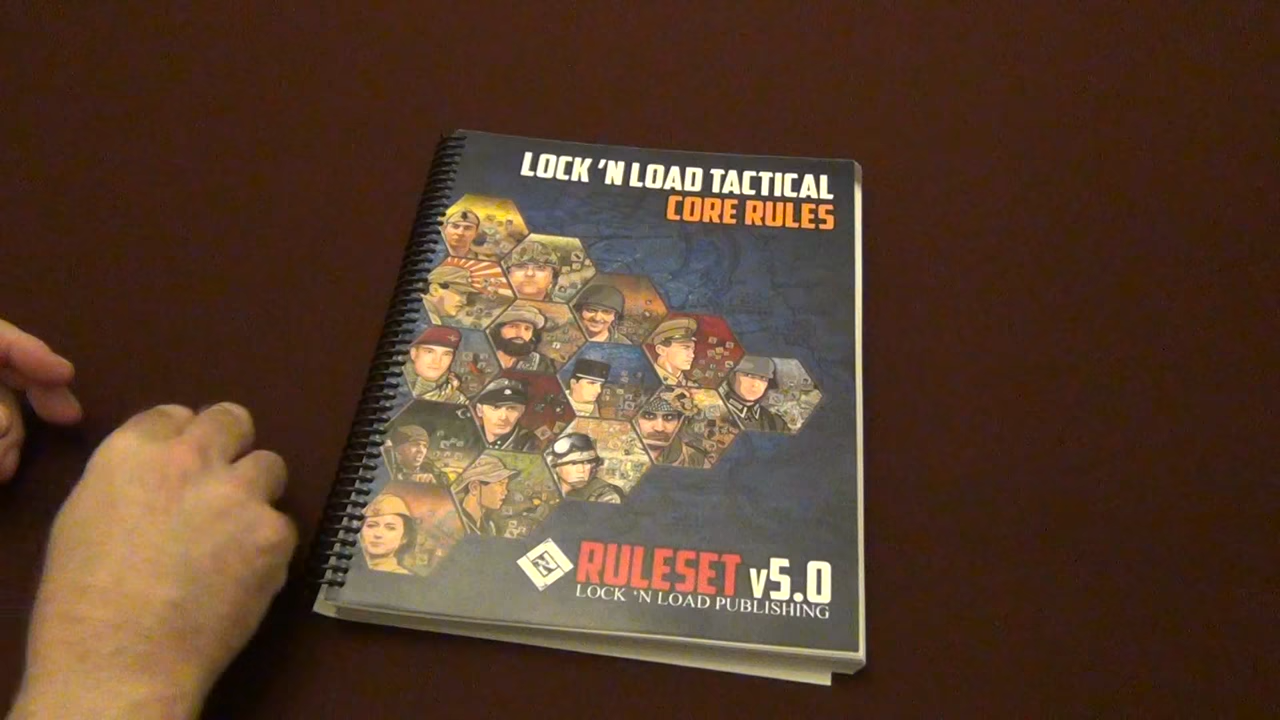 LOCK 'N LOAD TACTICAL
CORE RULES
RULESET v5.0
LOCK 'N LOAD PUBLISHING